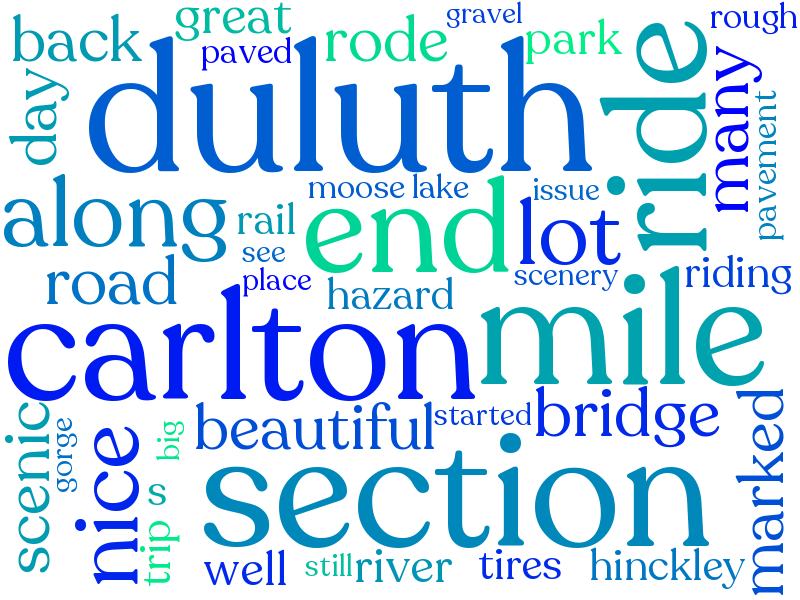 back
great
paved
rode
gravel
park
rough
day
duluth
ride
many
pavement
along
rail
moose lake
issue
see
end
lot
road
place
hazard
scenery
riding
carlton
mile
scenic
gorge
nice
big
beautiful
started
bridge
marked
s
section
trip
well
still
river
tires
hinckley